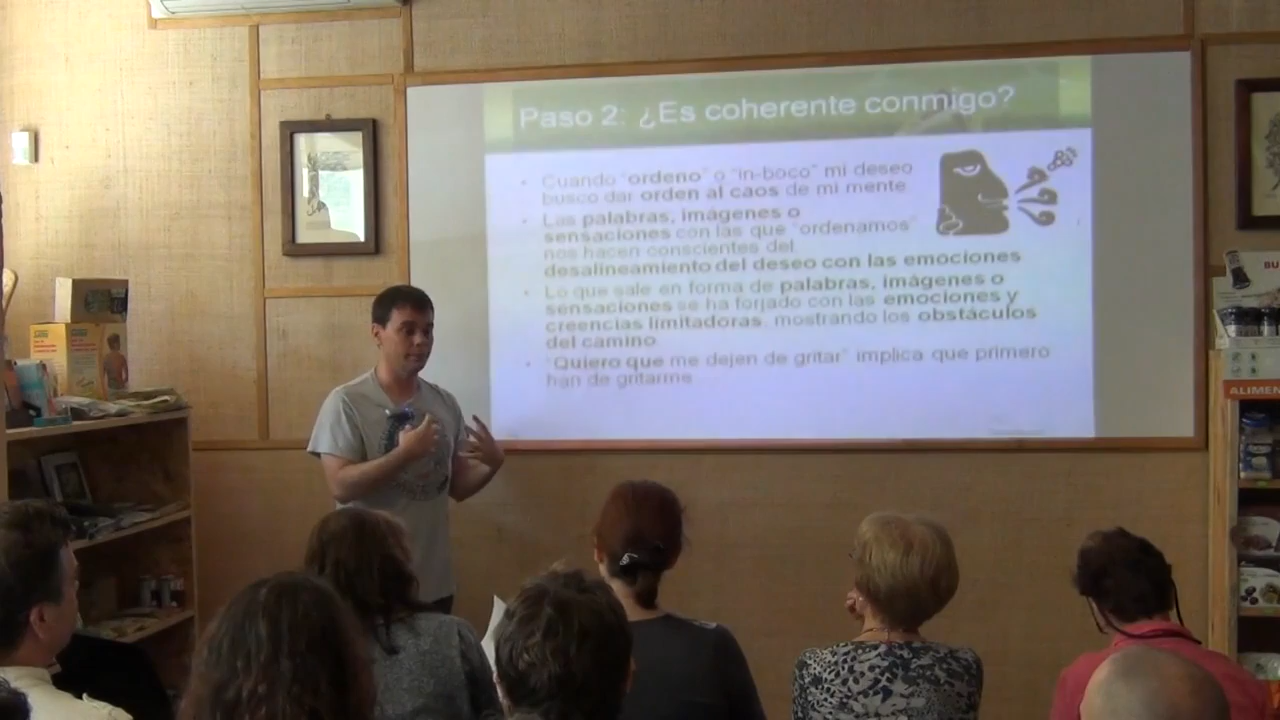 Paso 2: ¿Es coherente conmigo?
• Cuando "ordeno" o "in-boco" mi deseo
busco dar orden al caos de mi mente
• Las palabras, imágenes o
sensaciones con las que "ordenamos"
nos hacen conscientes del
desalineamiento del deseo con las emociones
• Lo que sale en forma de palabras, imágenes o
sensaciones se ha forjado con las emociones y
creencias limitadoras, mostrando los obstáculos
del camino
• "Quiero que me dejen de gritar" implica que primero
han de gritarme
BU
ALIMEN